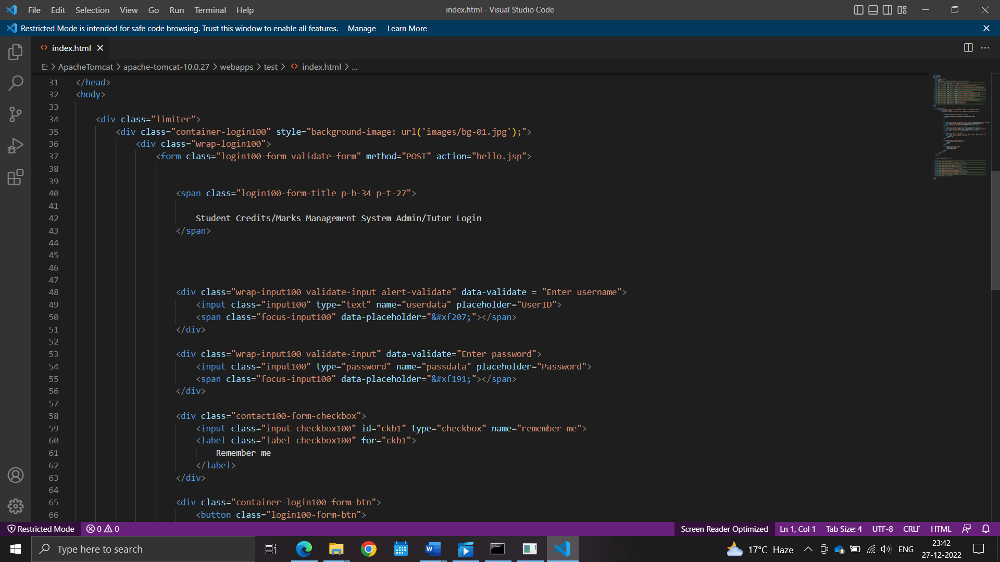 File Edit Selection View Go Run Terminal Help
index.html - Visual Studio Code
Restricted Mode is intended for safe code browsing. Trust this window to enable all features. Manage Learn More
index.html
E: > ApacheTomcat > apache-tomcat-10.0.27 > webapps > test > index.html > ...
31 </head>
32 <body>
33
34 <div class="limiter">
35 <div class="container-login100" style="background-image: url('images/bg-01.jpg');">
36 <div class="wrap-login100">
37 <form class="login100-form validate-form" method="POST" action="hello.jsp">
38
39
40 <span class="login100-form-title p-b-34 p-t-27">
41
42 Student Credits/Marks Management System Admin/Tutor Login
43 </span>
44
45
46
47
48 <div class="wrap-input100 validate-input alert-validate" data-validate = "Enter username">
49 <input class="input100" type="text" name="userdata" placeholder="UserID">
50 <span class="focus-input100" data-placeholder="&#xf207;"></span>
51 </div>
52
53 <div class="wrap-input100 validate-input" data-validate="Enter password">
54 <input class="input100" type="password" name="passdata" placeholder="Password">
55 <span class="focus-input100" data-placeholder="&#xf191;"></span>
56 </div>
57
58 <div class="contact100-form-checkbox">
59 <input class="input-checkbox100" id="ckb1" type="checkbox" name="remember-me">
60 <label class="label-checkbox100" for="ckb1">
61 Remember me
62 </label>
63 </div>
64
65 <div class="container-login100-form-btn">
66 <button class="login100-form-btn">
Restricted Mode 0 0 Screen Reader Optimized Ln 1, Col 1 Tab Size: 4 UTF-8 CRLF HTML
Type here to search
17°C Haze
ENG
23:42
27-12-2022